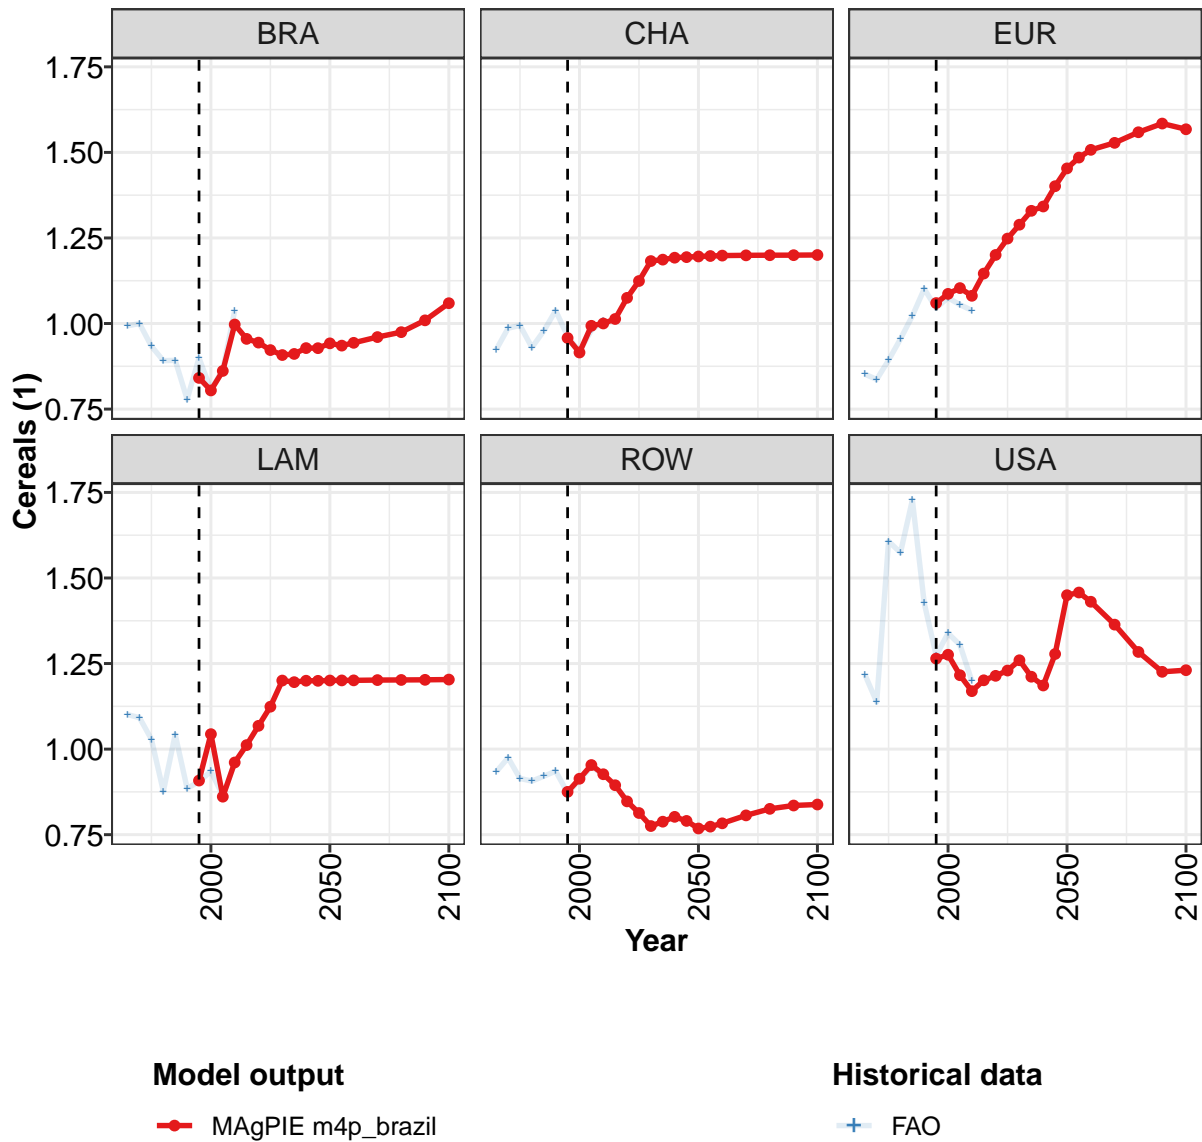 BRA CHA EUR
1.75
1.50
1.25
1.00
0.75
LAM ROW USA
1.75
1.50
1.25
1.00
0.75
Cereals (1)
2000 2050 2100 2000 2050 2100 2000 2050 2100
Year
Model output Historical data
MAgPIE m4p_brazil FAO